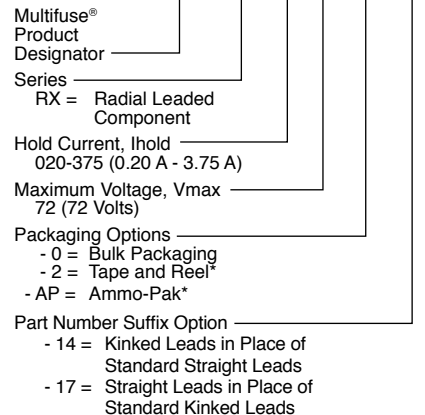 Multifuse®
Product
Designator
Series
RX = Radial Leaded
Component
Hold Current, Ihold
020-375 (0.20 A - 3.75 A)
Maximum Voltage, Vmax
72 (72 Volts)
Packaging Options
- 0 = Bulk Packaging
- 2 = Tape and Reel*
- AP = Ammo-Pak*
Part Number Suffix Option
- 14 = Kinked Leads in Place of
Standard Straight Leads
- 17 = Straight Leads in Place of
Standard Kinked Leads